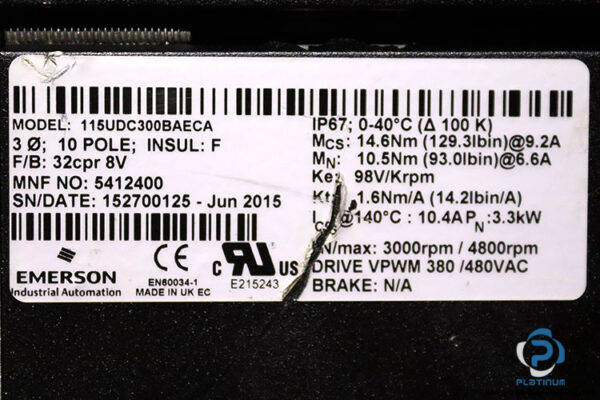 MODEL: 115UDC300BAECA
3 Ø; 10 POLE; INSUL: F
F/B: 32cpr 8V
MNF NO: 5412400
SN/DATE: 152700125 - Jun 2015
EMERSON
Industrial Automation
CE
EN60034-1
MADE IN UK EC
c RU US
E215243
IP67; 0-40°C (Δ 100 K)
MCS: 14.6Nm (129.3lbin)@9.2A
MN: 10.5Nm (93.0lbin)@6.6A
Ke: 98V/Krpm
Kt: 1.6Nm/A (14.2lbin/A)
@140°C : 10.4A PN:3.3kW
/max: 3000rpm / 4800rpm
DRIVE VPWM 380 /480VAC
BRAKE: N/A
PLATINUM